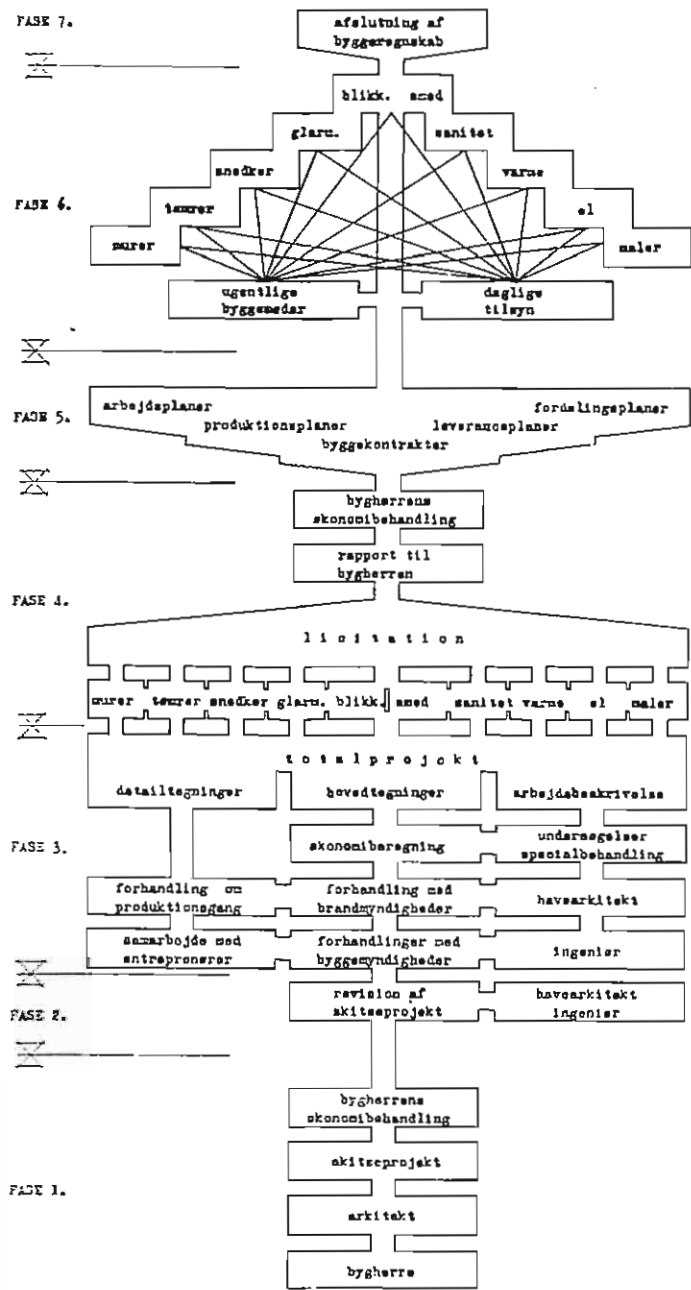 FASE 7.
afslutning af
byggeregnskab
blikk. smed
glarm. sanitet
snedker varme
FASE 6.
tømrer el
murer maler
ugentlige
byggemøder
daglige
tilsyn
arbejdsplaner fordelingsplaner
FASE 5.
produktionsplaner leveranceplaner
byggekontrakter
bygherrens
økonomibehandling
rapport til
bygherren
FASE 4.
licitation
murer tømrer snedker glarm. blikk. smed sanitet varme el maler
totalprojekt
detailtegninger hovedtegninger arbejdsbeskrivelse
FASE 3.
økonomiberegning
undersøgelser
specialbehandling
forhandling om
produktionsgang
forhandling med
brandmyndigheder
havearkitekt
samarbejde med
entreprenører
forhandlinger med
byggemyndigheder
ingeniør
FASE 2.
revision af
skitseprojekt
havearkitekt
ingeniør
bygherrens
økonomibehandling
skitseprojekt
FASE 1.
arkitekt
bygherre